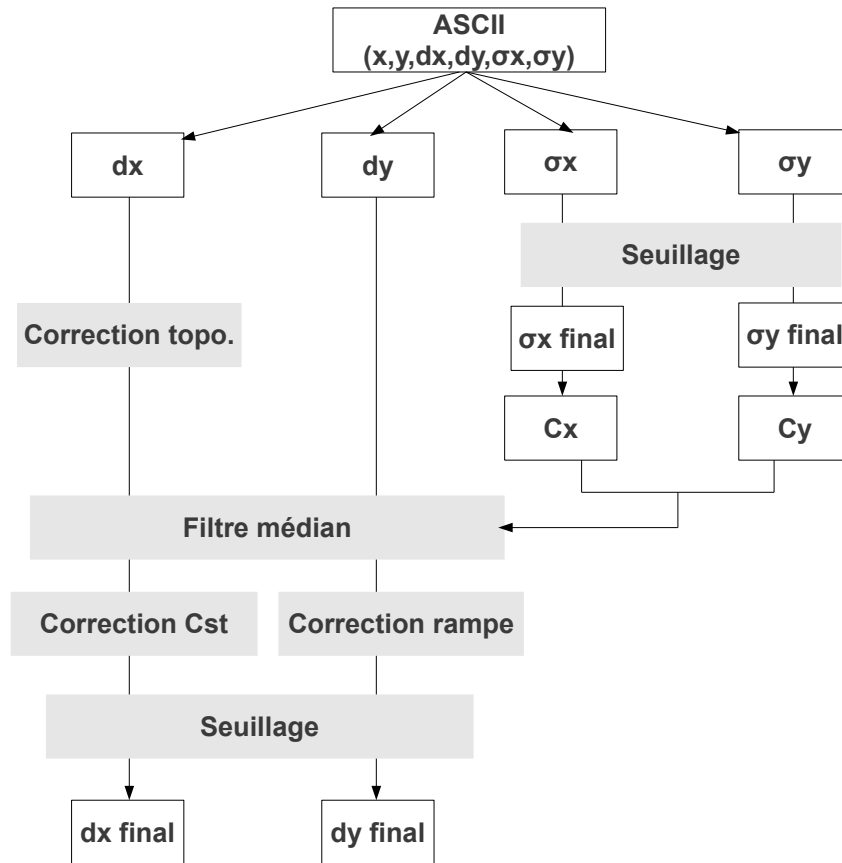 ASCII
(x,y,dx,dy,σx,σy)
dx
dy
σx
σy
Seuillage
Correction topo.
σx final
σy final
Cx
Cy
Filtre médian
Correction Cst
Correction rampe
Seuillage
dx final
dy final